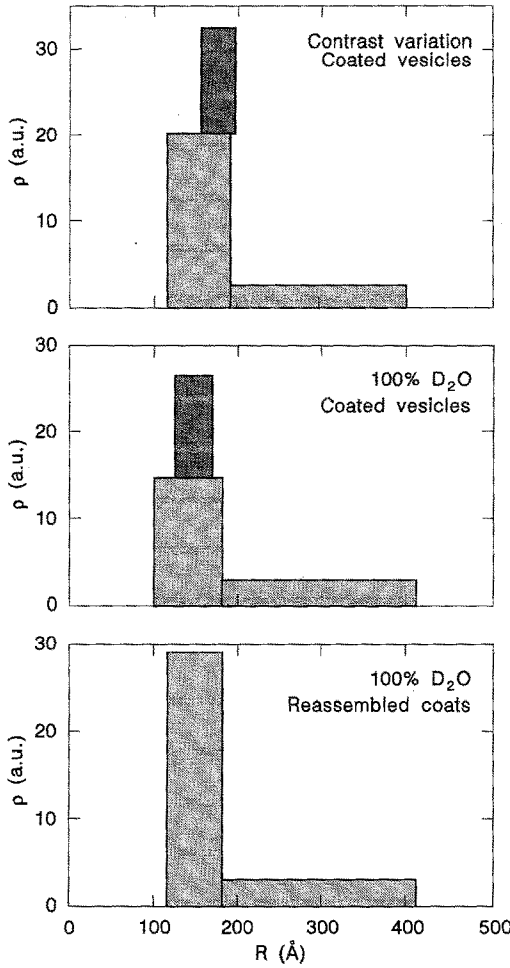 30
Contrast variation
Coated vesicles
20
ρ (a.u.)
10
0
30
100% D₂O
Coated vesicles
20
ρ (a.u.)
10
0
30
100% D₂O
Reassembled coats
20
ρ (a.u.)
10
0
0 100 200 300 400 500
R (Å)